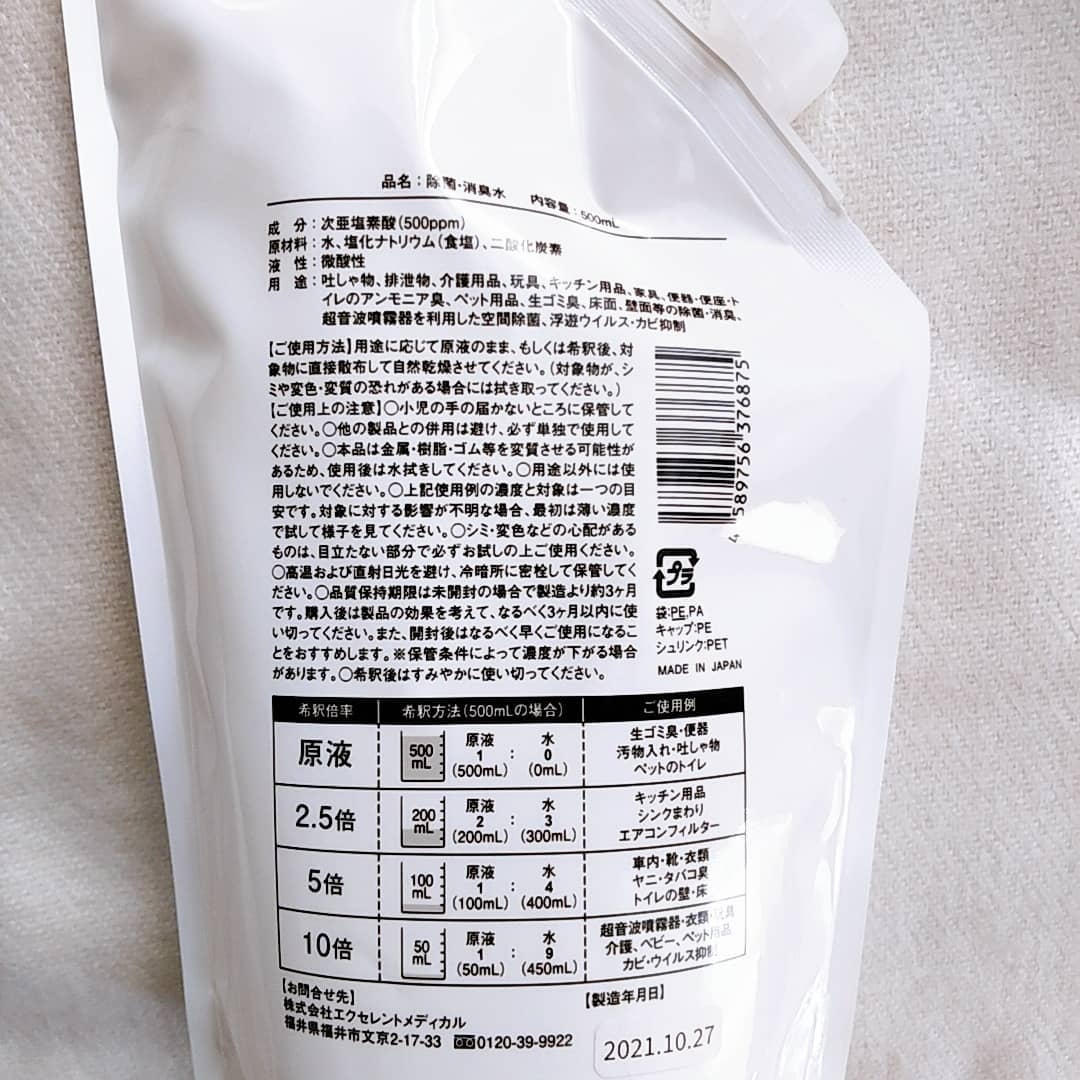 品名：除菌・消臭水　内容量：500mL
成　分：次亜塩素酸（500ppm）
原材料：水、塩化ナトリウム（食塩）、二酸化炭素
液　性：微酸性
用　途：吐しゃ物、排泄物、介護用品、玩具、キッチン用品、家具、便器・便座・ト
イレのアンモニア臭、ペット用品、生ゴミ臭、床面、壁面等の除菌・消臭、
超音波噴霧器を利用した空間除菌、浮遊ウイルス・カビ抑制
【ご使用方法】用途に応じて原液のまま、もしくは希釈後、対
象物に直接散布して自然乾燥させてください。（対象物が、シ
ミや変色・変質の恐れがある場合には拭き取ってください。）
【ご使用上の注意】〇小児の手の届かないところに保管して
ください。〇他の製品との併用は避け、必ず単独で使用して
ください。〇本品は金属・樹脂・ゴム等を変質させる可能性が
あるため、使用後は水拭きしてください。〇用途以外には使
用しないでください。〇上記使用例の濃度と対象は一つの目
安です。対象に対する影響が不明な場合、最初は薄い濃度
で試して様子を見てください。〇シミ・変色などの心配がある
ものは、目立たない部分で必ずお試しの上ご使用ください。
〇高温および直射日光を避け、冷暗所に密栓して保管してく
ださい。〇品質保持期限は未開封の場合で製造より約3ヶ月
です。購入後は製品の効果を考えて、なるべく3ヶ月以内に使
い切ってください。また、開封後はなるべく早くご使用になるこ
とをおすすめします。※保管条件によって濃度が下がる場合
があります。〇希釈後はすみやかに使い切ってください。
4 589756 376875
プラ
袋:PE,PA
キャップ:PE
シュリンク:PET
MADE IN JAPAN
希釈倍率　希釈方法（500mLの場合）　ご使用例
原液　500mL　原液 1 (500mL) : 水 0 (0mL)　生ゴミ臭・便器
汚物入れ・吐しゃ物
ペットのトイレ
2.5倍　200mL　原液 2 (200mL) : 水 3 (300mL)　キッチン用品
シンクまわり
エアコンフィルター
5倍　100mL　原液 1 (100mL) : 水 4 (400mL)　車内・靴・衣類
ヤニ・タバコ臭
トイレの壁・床
10倍　50mL　原液 1 (50mL) : 水 9 (450mL)　超音波噴霧器・衣類・玩具
介護、ベビー、ペット用品
カビ・ウイルス抑制
【お問合せ先】
株式会社エクセレントメディカル
福井県福井市文京2-17-33　0120-39-9922
【製造年月日】
2021.10.27